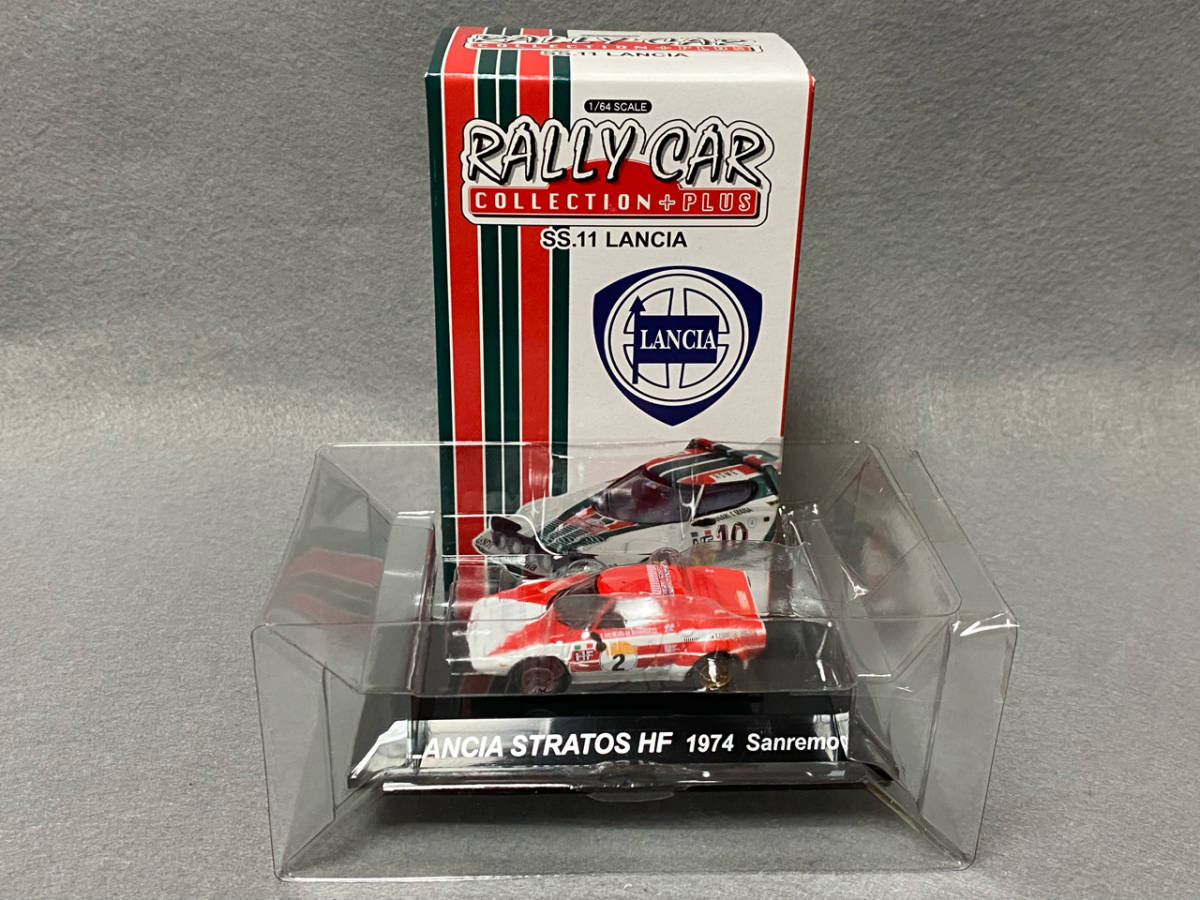 RALLY CAR
COLLECTION + PLUS
SS.11 LANCIA
1/64 SCALE
RALLY CAR
COLLECTION + PLUS
SS.11 LANCIA
LANCIA
10
HF
2
LANCIA STRATOS HF 1974 Sanremo